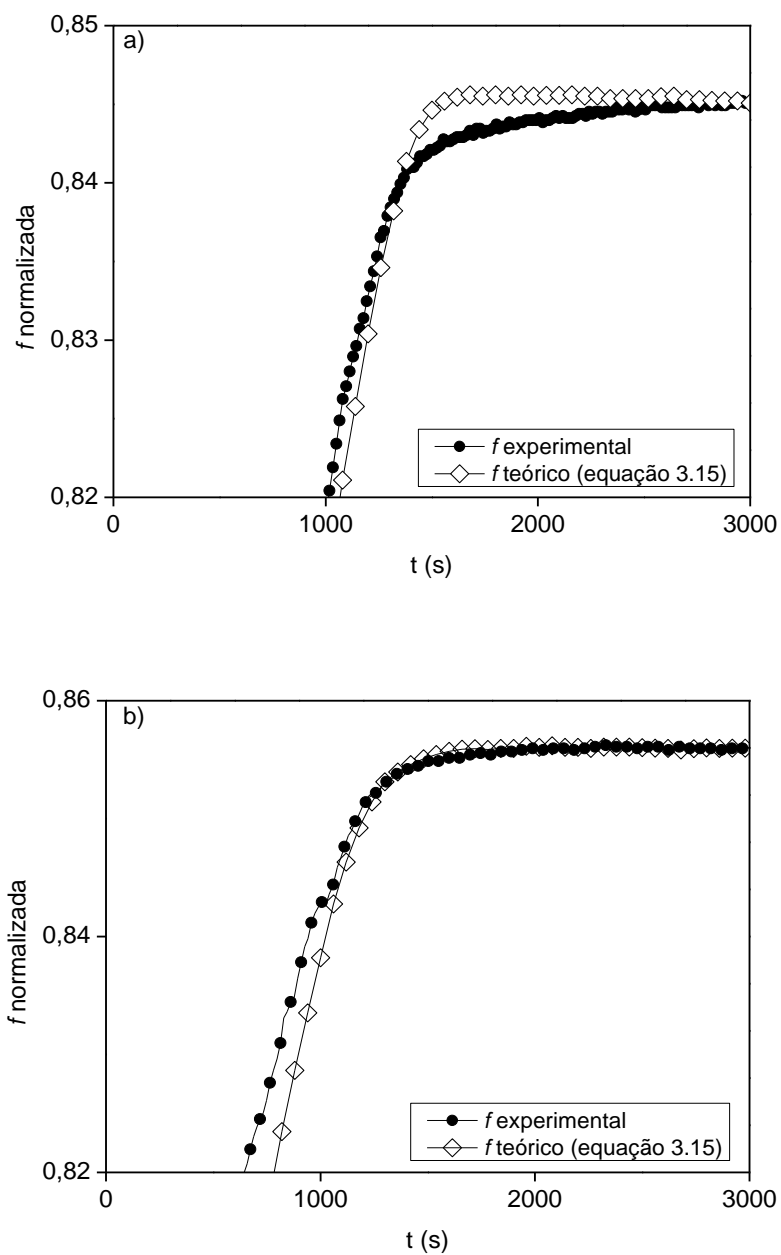 0,85
a)
0,84
f normalizada
0,83
f experimental
f teórico (equação 3.15)
0,82
0
1000
2000
3000
t (s)
0,86
b)
f normalizada
0,84
f experimental
f teórico (equação 3.15)
0,82
0
1000
2000
3000
t (s)